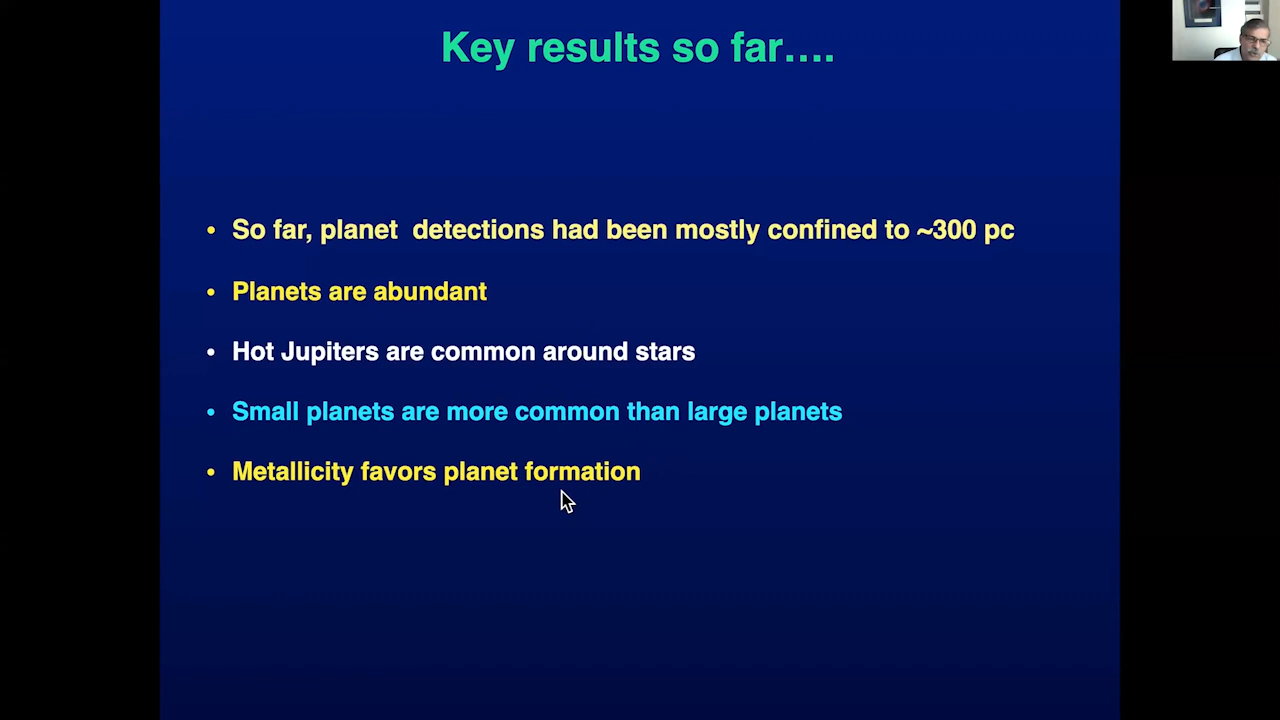 Key results so far....
• So far, planet detections had been mostly confined to ~300 pc
• Planets are abundant
• Hot Jupiters are common around stars
• Small planets are more common than large planets
• Metallicity favors planet formation